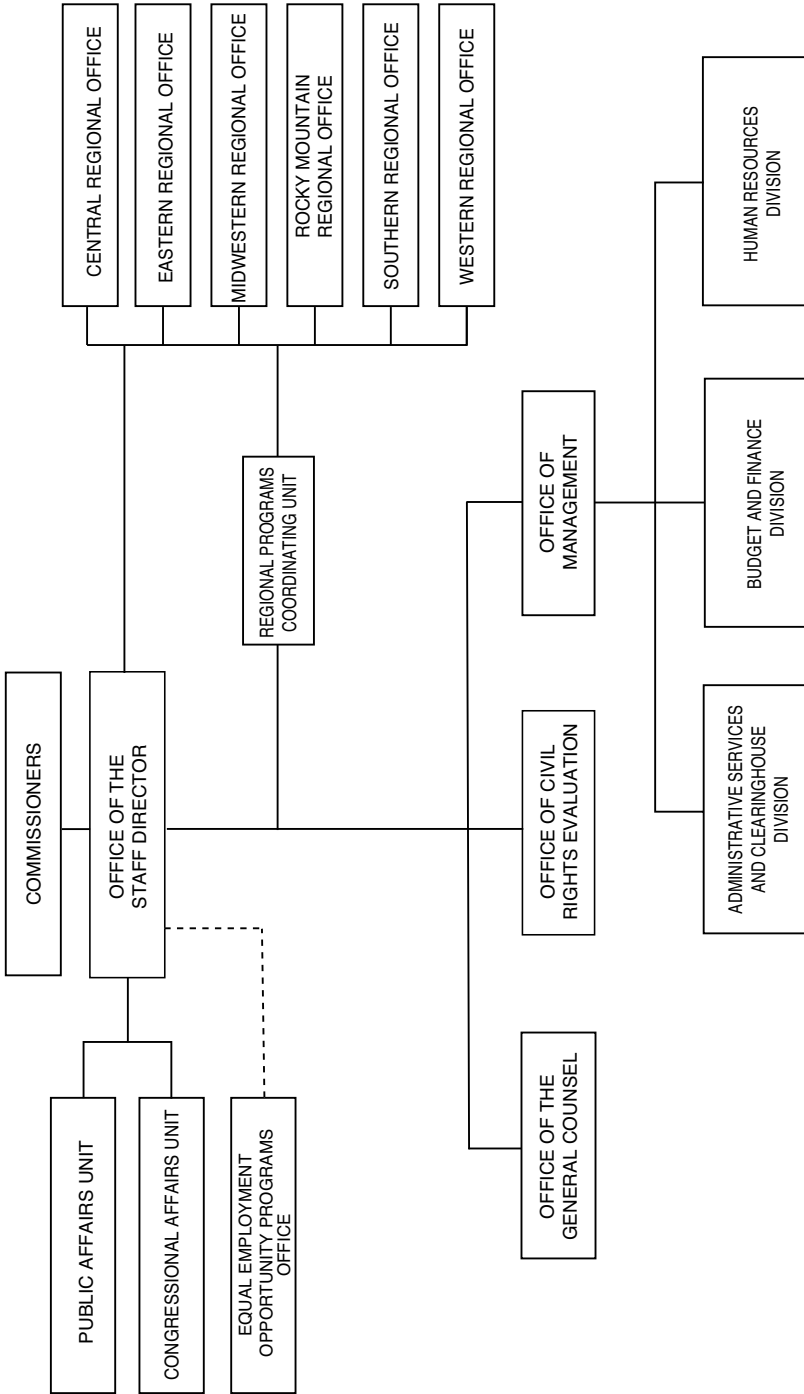 COMMISSIONERS
OFFICE OF THE
STAFF DIRECTOR
PUBLIC AFFAIRS UNIT
CONGRESSIONAL AFFAIRS UNIT
EQUAL EMPLOYMENT
OPPORTUNITY PROGRAMS
OFFICE
CENTRAL REGIONAL OFFICE
EASTERN REGIONAL OFFICE
MIDWESTERN REGIONAL OFFICE
ROCKY MOUNTAIN
REGIONAL OFFICE
SOUTHERN REGIONAL OFFICE
WESTERN REGIONAL OFFICE
REGIONAL PROGRAMS
COORDINATING UNIT
OFFICE OF THE
GENERAL COUNSEL
OFFICE OF CIVIL
RIGHTS EVALUATION
OFFICE OF
MANAGEMENT
ADMINISTRATIVE SERVICES
AND CLEARINGHOUSE
DIVISION
BUDGET AND FINANCE
DIVISION
HUMAN RESOURCES
DIVISION